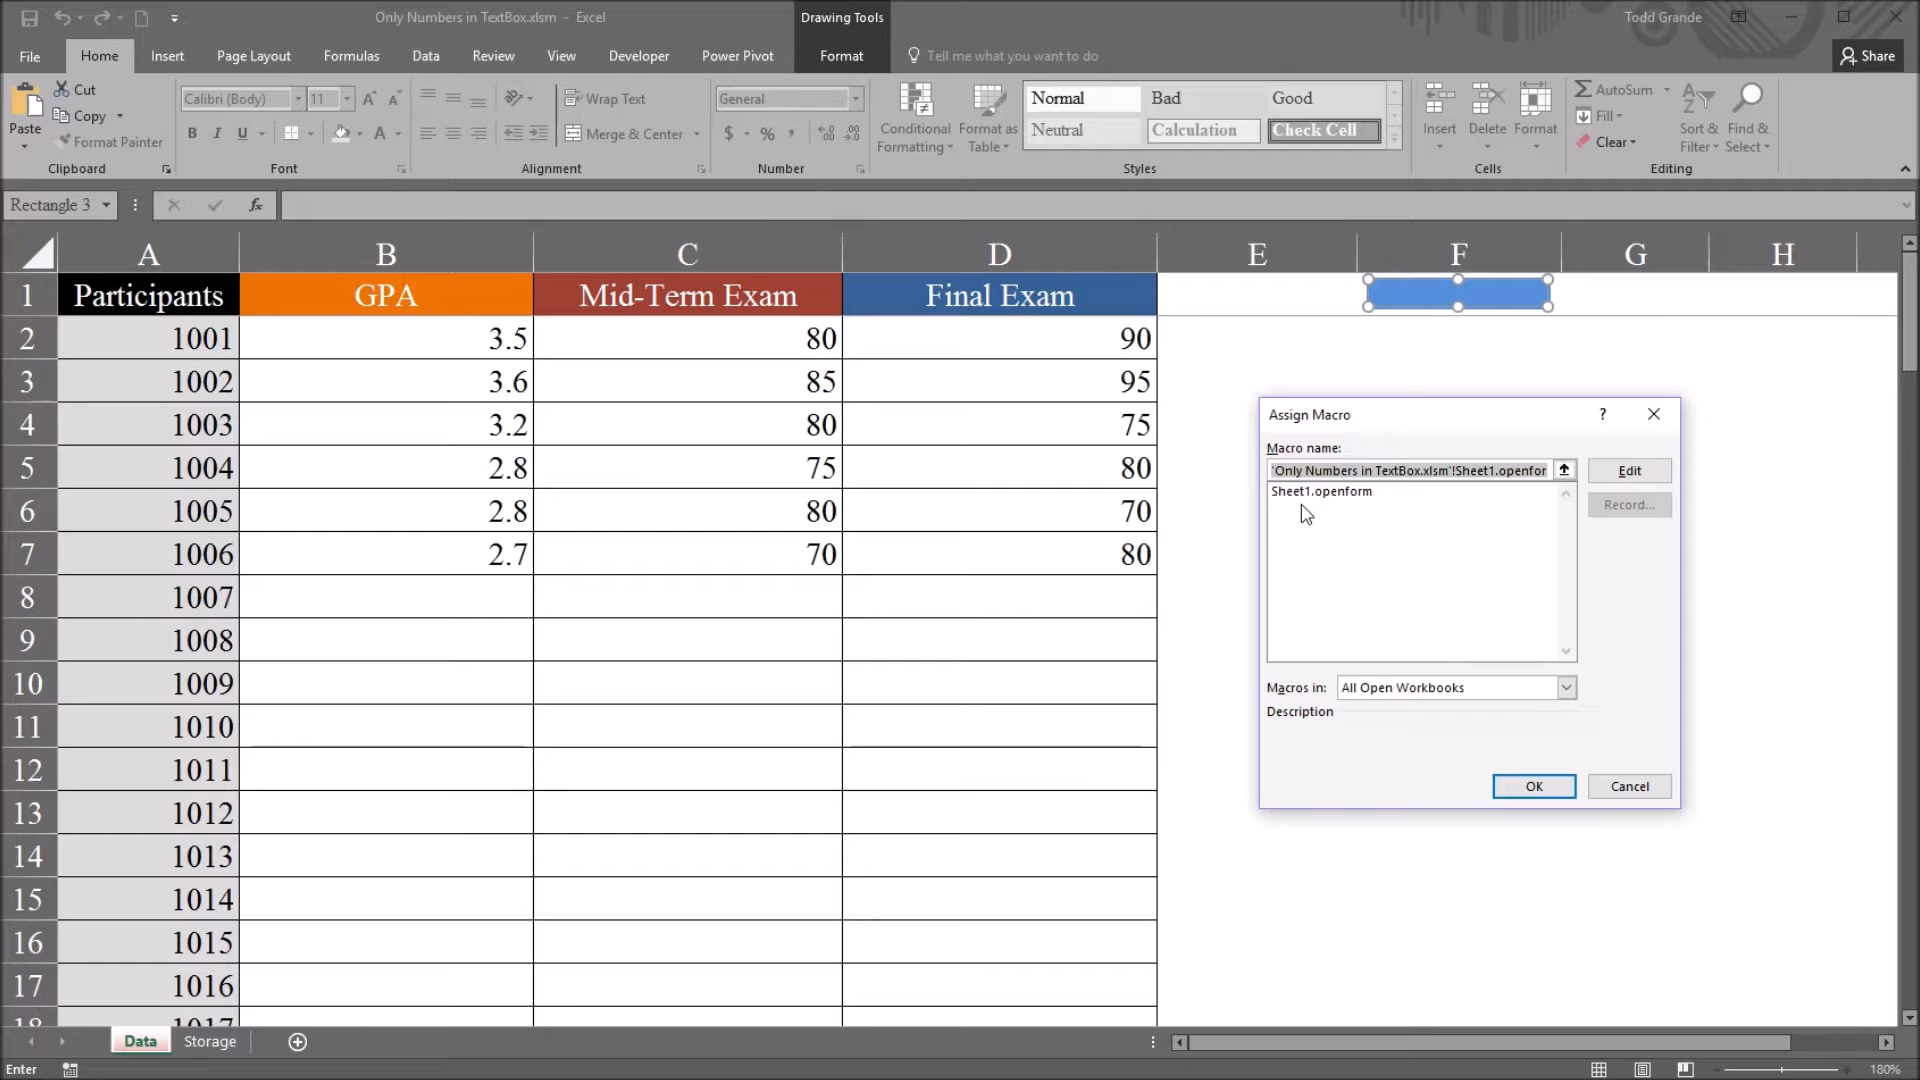 Only Numbers in TextBox.xlsm - Excel
Drawing Tools
Todd Grande
File Home Insert Page Layout Formulas Data Review View Developer Power Pivot Format Tell me what you want to do Share
Paste
Cut
Copy
Format Painter
Clipboard
Calibri (Body) 11
B I U A
Font
Wrap Text
Merge & Center
Alignment
General
$ % ,
Number
Conditional Formatting
Format as Table
Normal Bad Good
Neutral Calculation Check Cell
Styles
Insert Delete Format
Cells
AutoSum
Fill
Clear
Sort & Filter
Find & Select
Editing
Rectangle 3 fx
A B C D E F G H
1 Participants GPA Mid-Term Exam Final Exam
2 1001 3.5 80 90
3 1002 3.6 85 95
4 1003 3.2 80 75
5 1004 2.8 75 80
6 1005 2.8 80 70
7 1006 2.7 70 80
8 1007
9 1008
10 1009
11 1010
12 1011
13 1012
14 1013
15 1014
16 1015
17 1016
18 1017
Assign Macro ?
Macro name:
'Only Numbers in TextBox.xlsm'!Sheet1.openfor
Edit
Sheet1.openform
Record...
Macros in: All Open Workbooks
Description
OK Cancel
Data Storage
Enter 180%